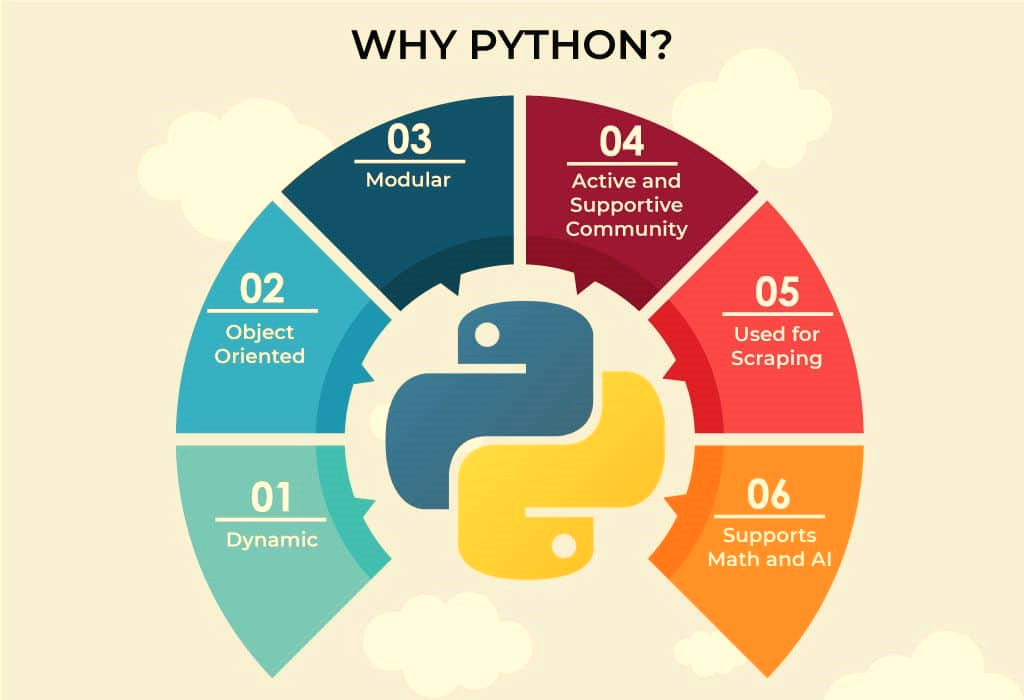 WHY PYTHON?
01
Dynamic
02
Object
Oriented
03
Modular
04
Active and
Supportive
Community
05
Used for
Scraping
06
Supports
Math and AI